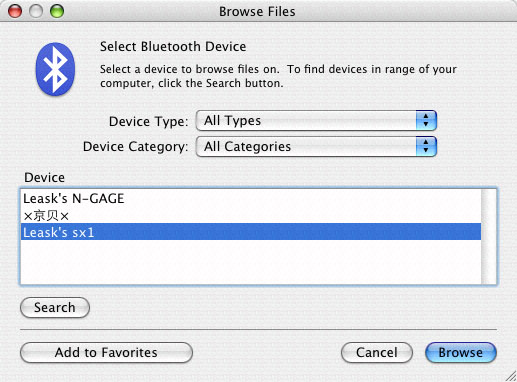 Browse Files
Select Bluetooth Device
Select a device to browse files on. To find devices in range of your
computer, click the Search button.
Device Type: All Types
Device Category: All Categories
Device
Leask's N-GAGE
×京贝×
Leask's sx1
Search
Add to Favorites Cancel Browse